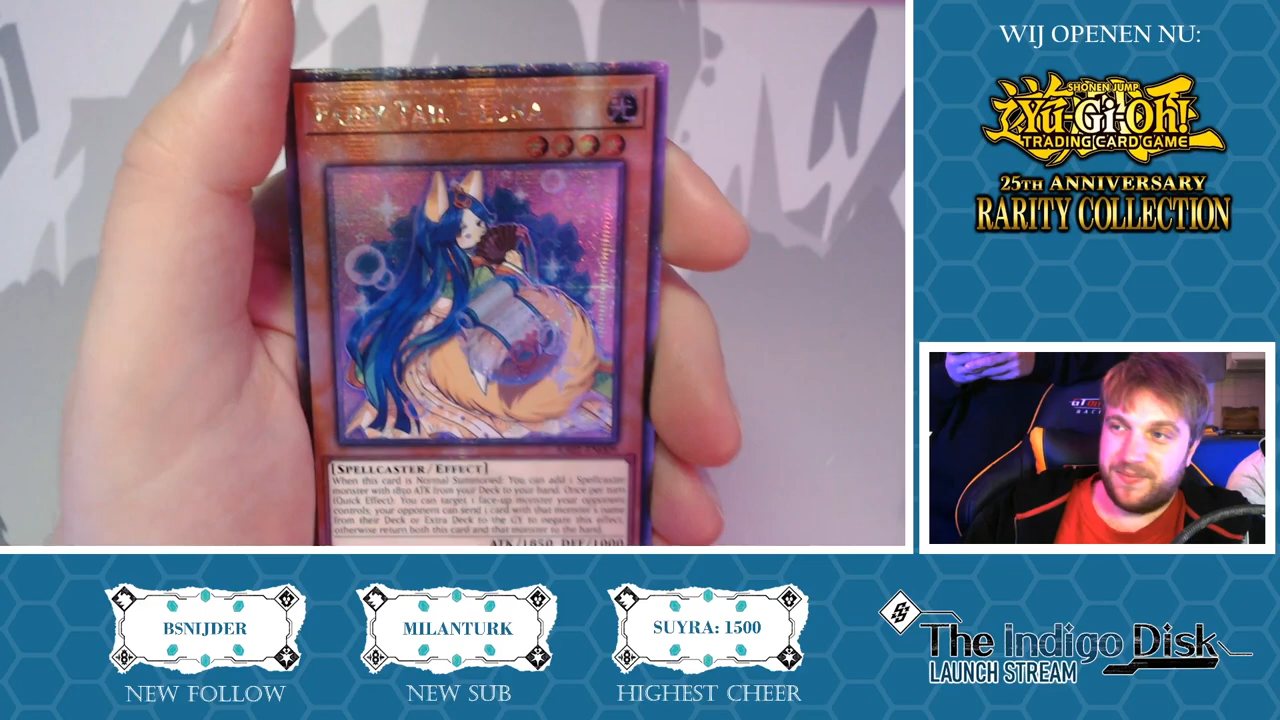 WIJ OPENEN NU:
SHONEN JUMP
Yu-Gi-Oh!
TRADING CARD GAME
25TH ANNIVERSARY
RARITY COLLECTION
FAIRY TAIL
[SPELLCASTER/EFFECT]
When this card is Normal Summoned: You can add 1 Spellcaster
monster with 1850 ATK from your Deck to your hand. Once per turn
(Quick Effect): You can target 1 face-up monster your opponent
controls; your opponent can send 1 card with that monster's name
from their Deck or Extra Deck to the GY to negate this effect,
otherwise return both this card and that monster to the hand.
ATK/1850 DEF/1000
BSNIJDER
NEW FOLLOW
MILANTURK
NEW SUB
SUYRA: 1500
HIGHEST CHEER
The Indigo Disk
LAUNCH STREAM